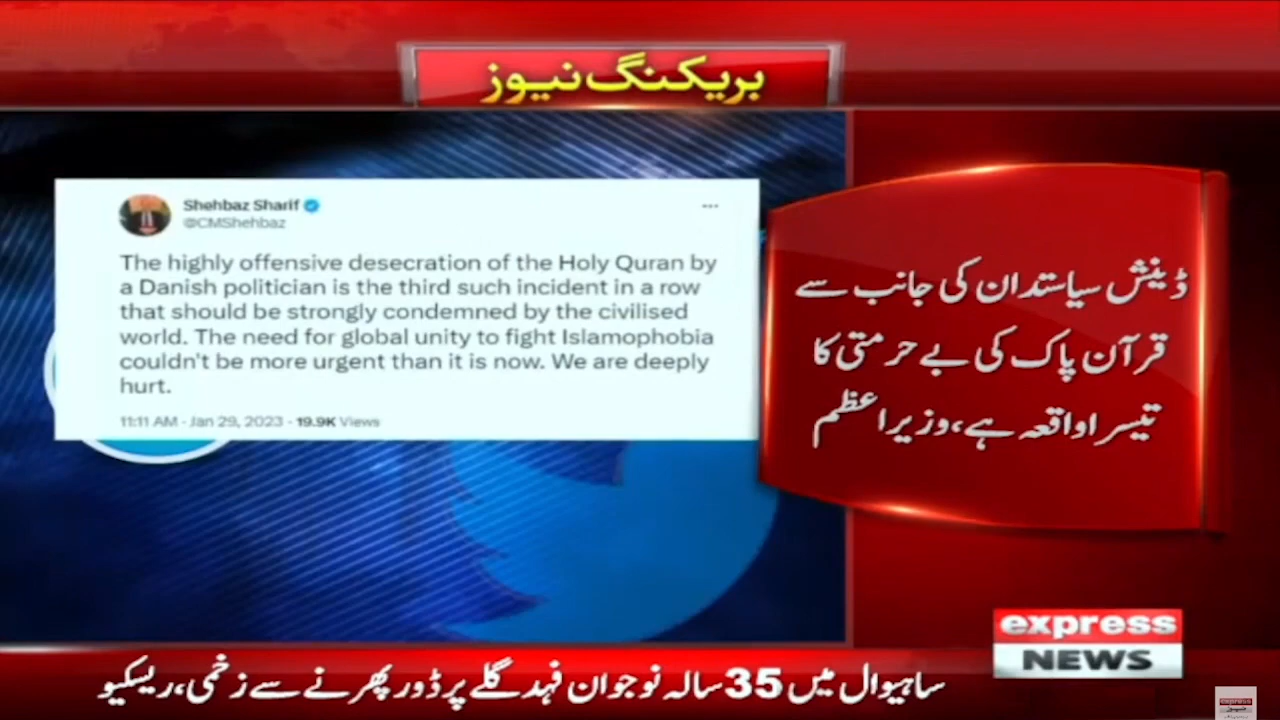 بریکنگ نیوز
Shehbaz Sharif
@CMShehbaz
The highly offensive desecration of the Holy Quran by
a Danish politician is the third such incident in a row
that should be strongly condemned by the civilised
world. The need for global unity to fight Islamophobia
couldn't be more urgent than it is now. We are deeply
hurt.
11:11 AM - Jan 29, 2023 - 19.9K Views
ڈینش سیاستدان کی جانب سے
قرآن پاک کی بے حرمتی کا
تیسرا واقعہ ہے، وزیراعظم
express
NEWS
ساہیوال میں 35 سالہ نوجوان فہد گلے پر ڈور پھرنے سے زخمی، ریسکیو
express
نیوز